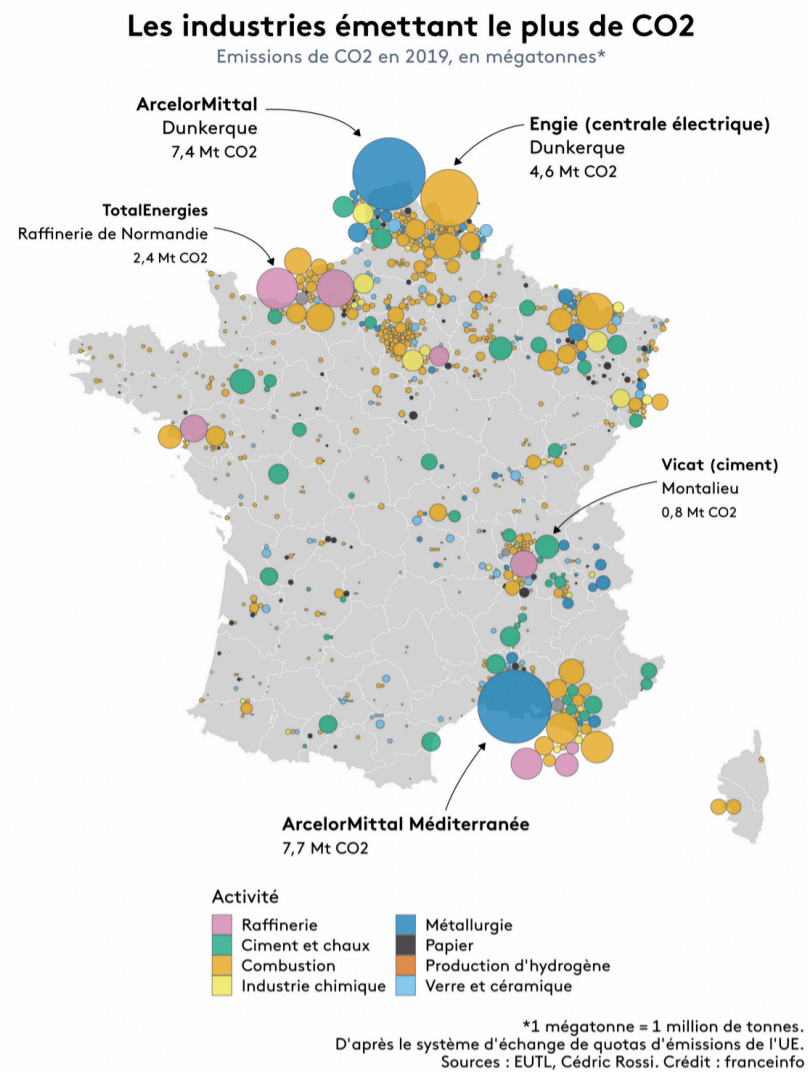 Les industries émettant le plus de CO2
Emissions de CO2 en 2019, en mégatonnes*
ArcelorMittal
Dunkerque
7,4 Mt CO2
Engie (centrale électrique)
Dunkerque
4,6 Mt CO2
TotalEnergies
Raffinerie de Normandie
2,4 Mt CO2
Vicat (ciment)
Montalieu
0,8 Mt CO2
ArcelorMittal Méditerranée
7,7 Mt CO2
Activité
Raffinerie
Ciment et chaux
Combustion
Industrie chimique
Métallurgie
Papier
Production d'hydrogène
Verre et céramique
*1 mégatonne = 1 million de tonnes.
D'après le système d'échange de quotas d'émissions de l'UE.
Sources : EUTL, Cédric Rossi. Crédit : franceinfo